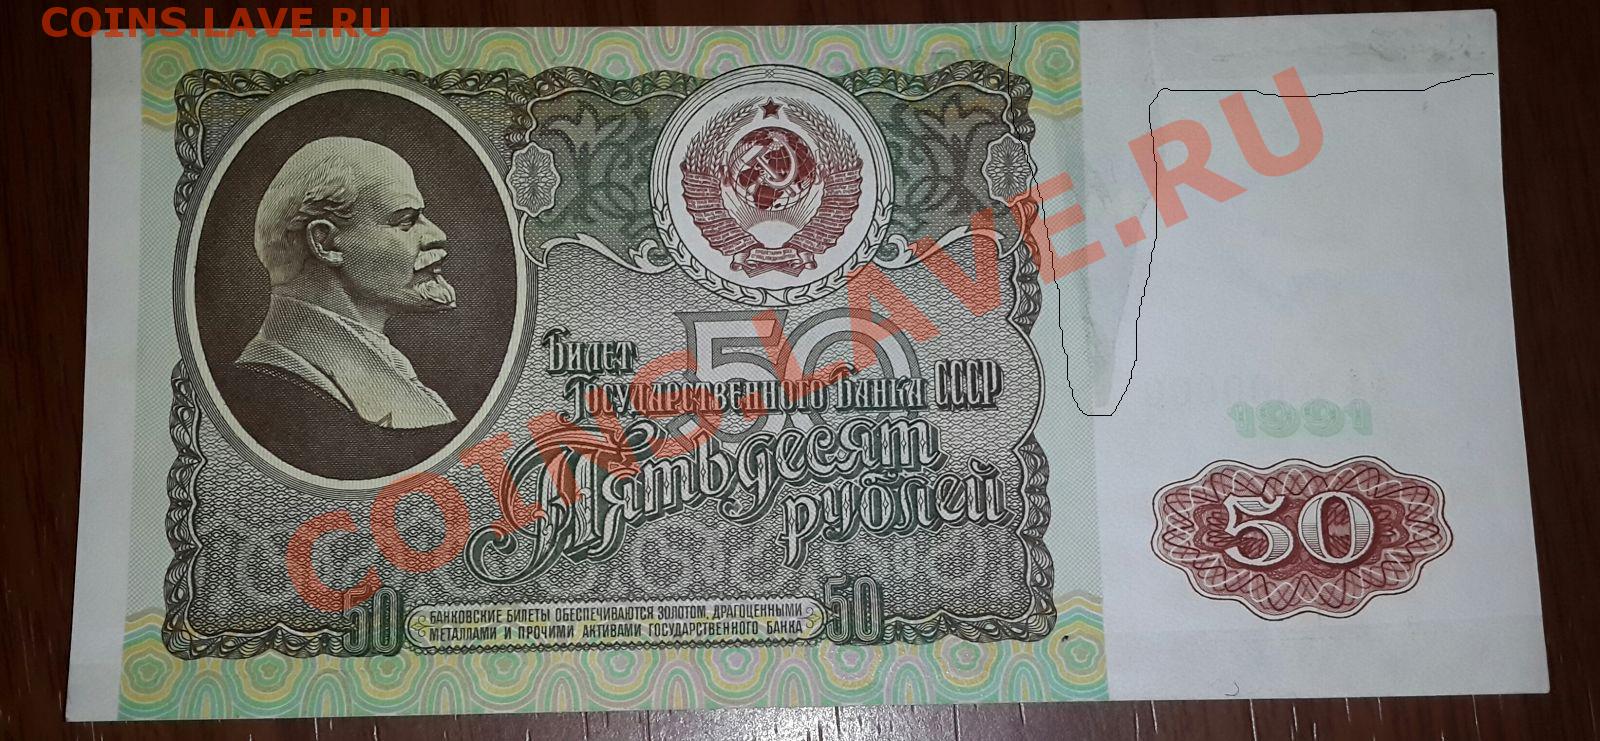 COINS.LAVE.RU
COINS.LAVE.RU
50
Билет
Государственного Банка СССР
Пятьдесят
рублей
1991
50
50
БАНКОВСКИЕ БИЛЕТЫ ОБЕСПЕЧИВАЮТСЯ ЗОЛОТОМ, ДРАГОЦЕННЫМИ
МЕТАЛЛАМИ И ПРОЧИМИ АКТИВАМИ ГОСУДАРСТВЕННОГО БАНКА
50